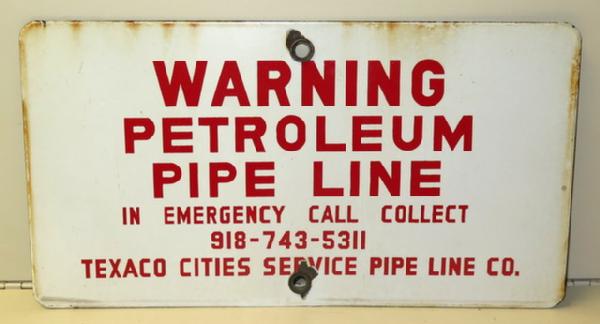 WARNING
PETROLEUM
PIPE LINE
IN EMERGENCY CALL COLLECT
918-743-5311
TEXACO CITIES SERVICE PIPE LINE CO.